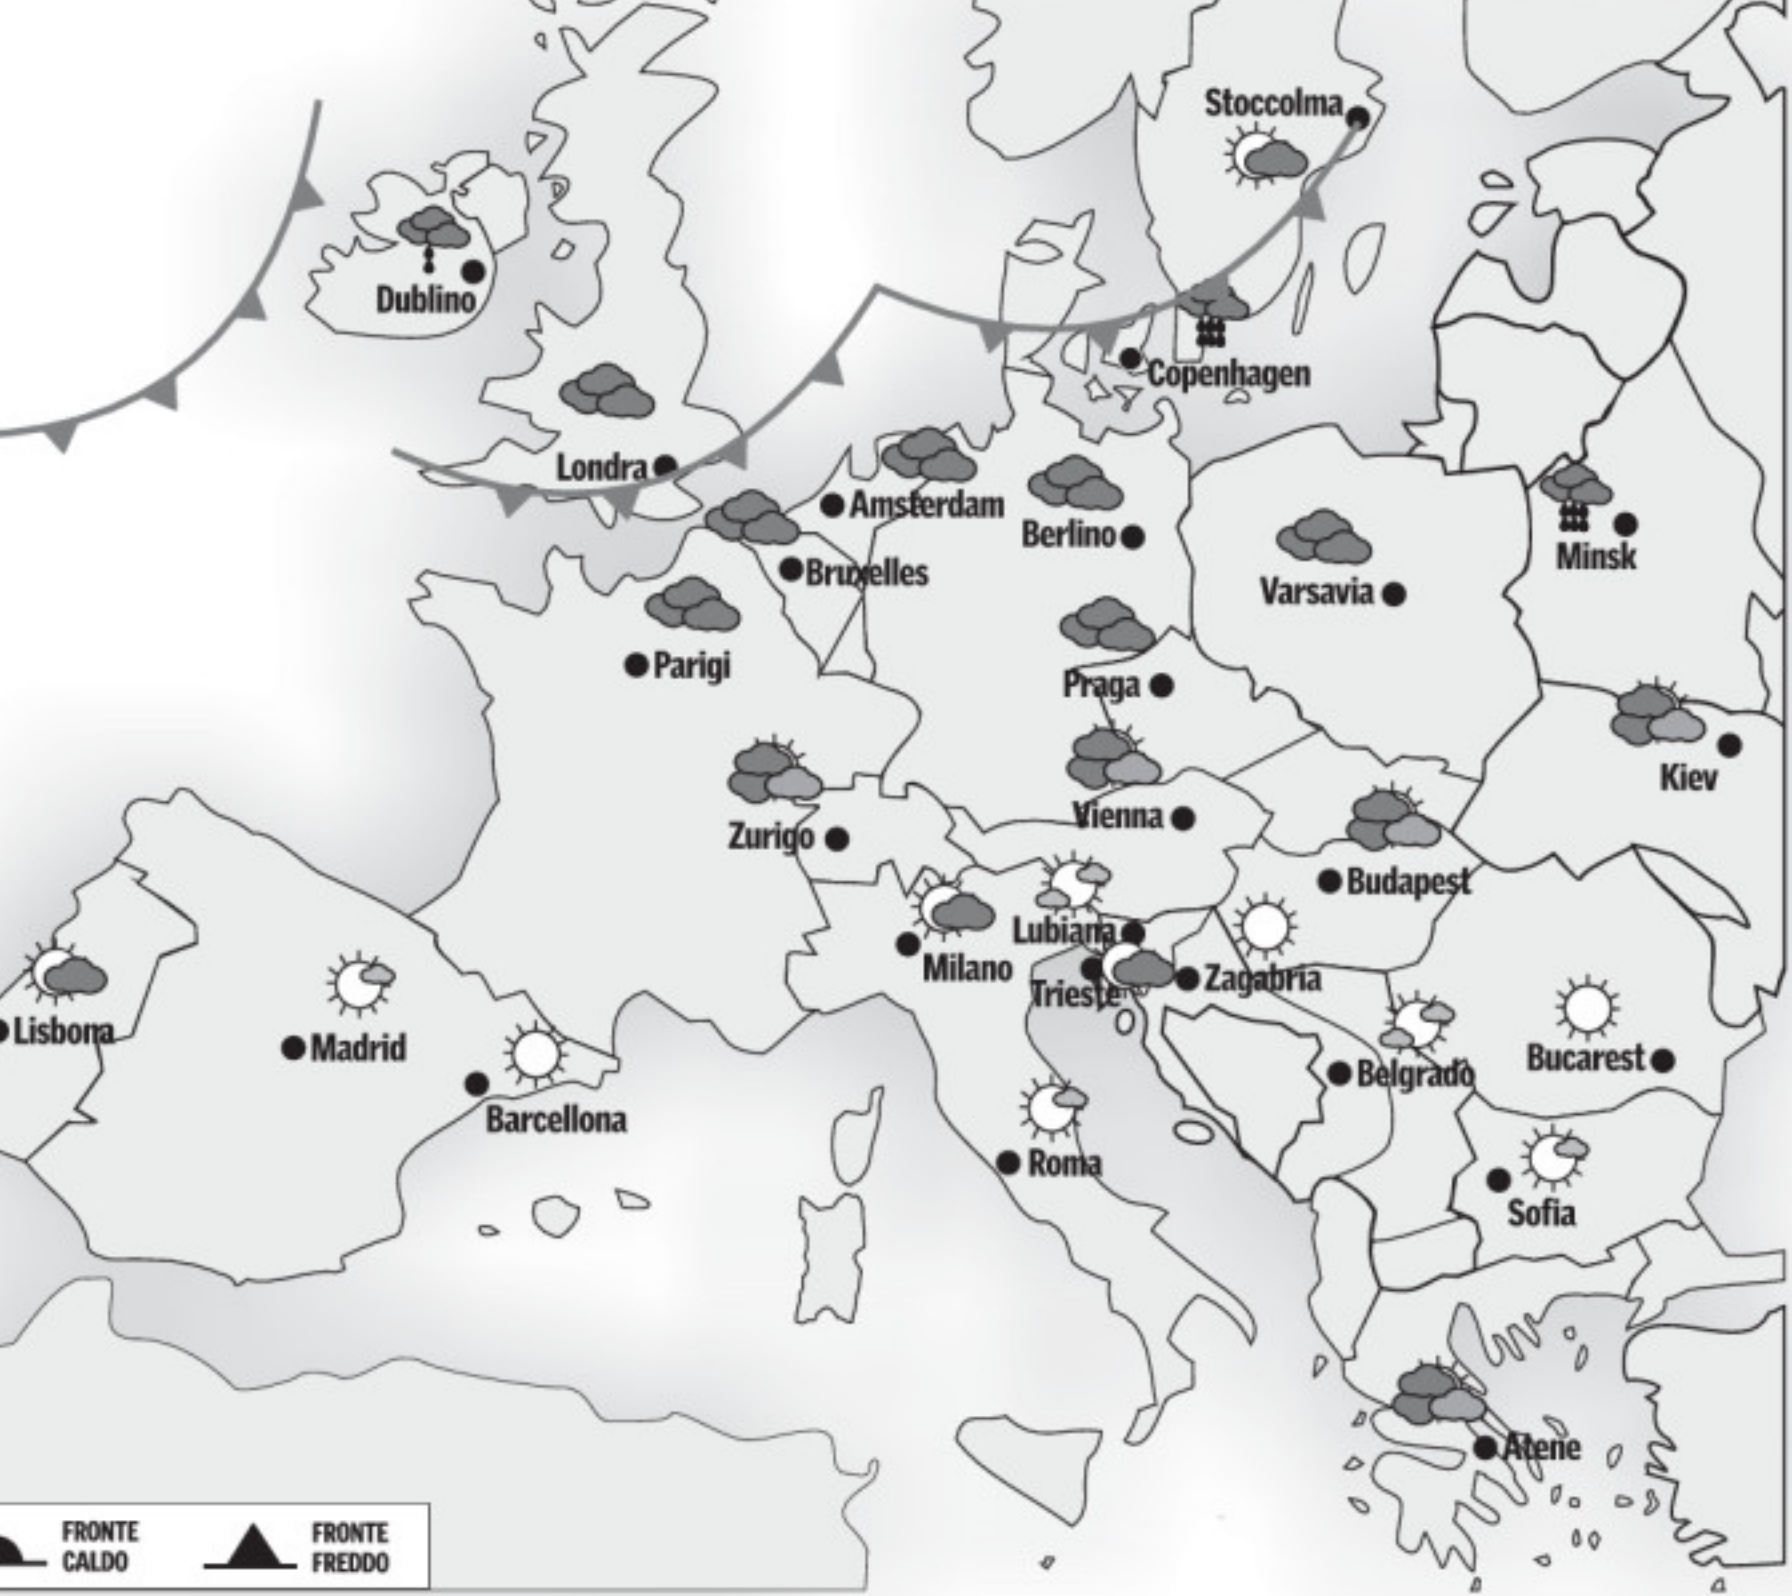 Stoccolma
Dublino
Copenhagen
Londra
Amsterdam
Berlino
Minsk
Bruxelles
Varsavia
Parigi
Praga
Kiev
Vienna
Zurigo
Budapest
Lubiana
Milano
Zagabria
Trieste
Lisbona
Madrid
Bucarest
Belgrado
Barcellona
Roma
Sofia
Atene
FRONTE
CALDO
FRONTE
FREDDO